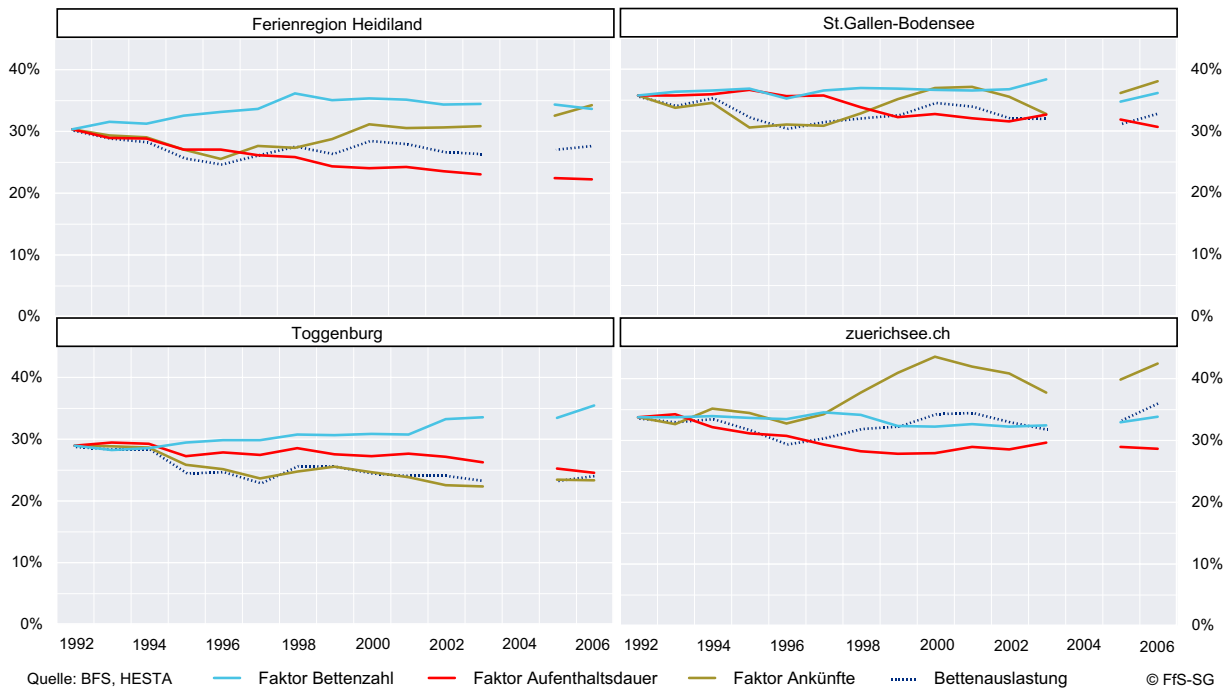 Ferienregion Heidiland
St.Gallen-Bodensee
40%
30%
20%
10%
0%
40%
30%
20%
10%
0%
Toggenburg
zuerichsee.ch
40%
30%
20%
10%
0%
40%
30%
20%
10%
0%
1992 1994 1996 1998 2000 2002 2004 2006
1992 1994 1996 1998 2000 2002 2004 2006
Quelle: BFS, HESTA Faktor Bettenzahl Faktor Aufenthaltsdauer Faktor Ankünfte Bettenauslastung © FfS-SG